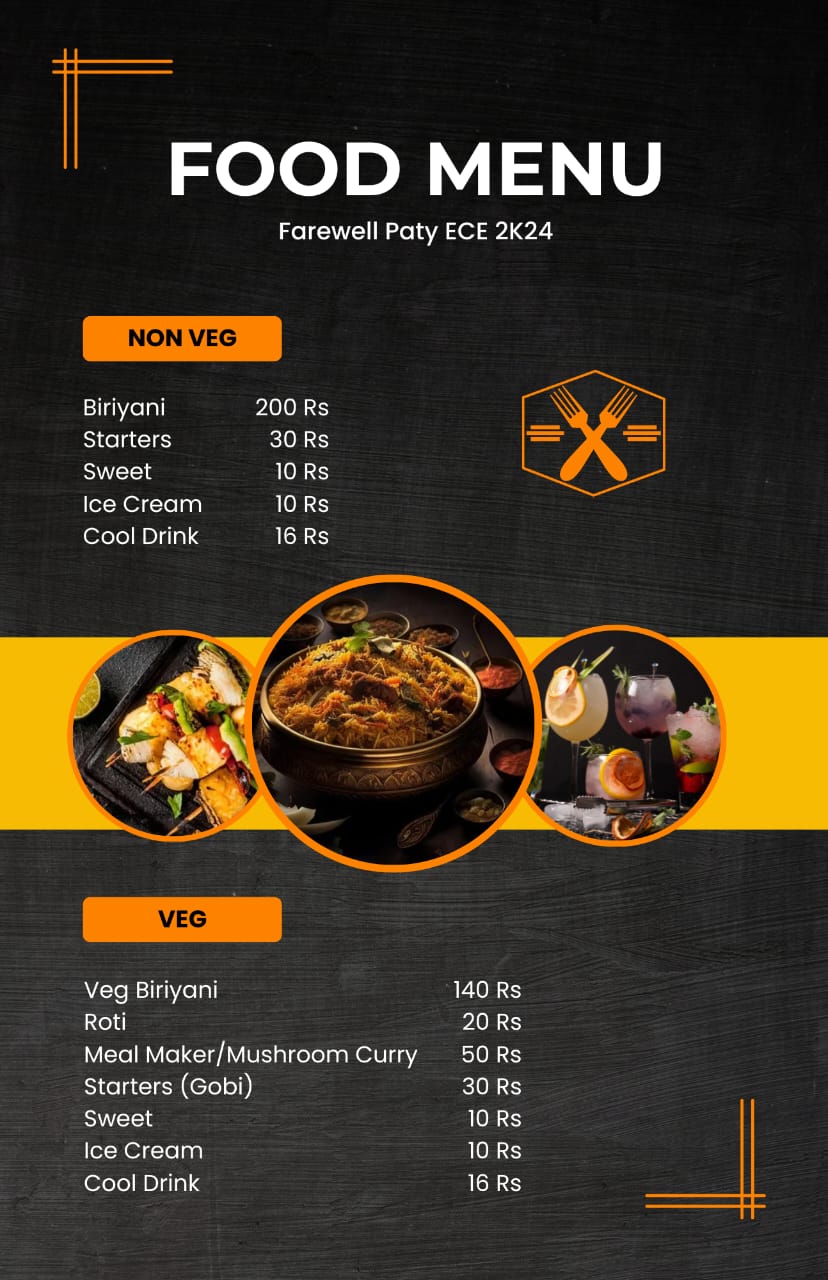 FOOD MENU
Farewell Paty ECE 2K24
NON VEG
Biriyani 200 Rs
Starters 30 Rs
Sweet 10 Rs
Ice Cream 10 Rs
Cool Drink 16 Rs
VEG
Veg Biriyani 140 Rs
Roti 20 Rs
Meal Maker/Mushroom Curry 50 Rs
Starters (Gobi) 30 Rs
Sweet 10 Rs
Ice Cream 10 Rs
Cool Drink 16 Rs